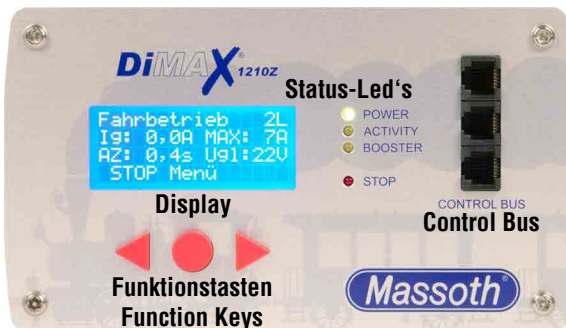 DiMAX® 1210Z
Status-Led‘s
Fahrbetrieb 2L
Ig: 0,0A MAX: 7A
AZ: 0,4s Ugl:22V
STOP Menü
POWER
ACTIVITY
BOOSTER
STOP
Display
CONTROL BUS
Control Bus
Funktionstasten
Function Keys
Massoth®